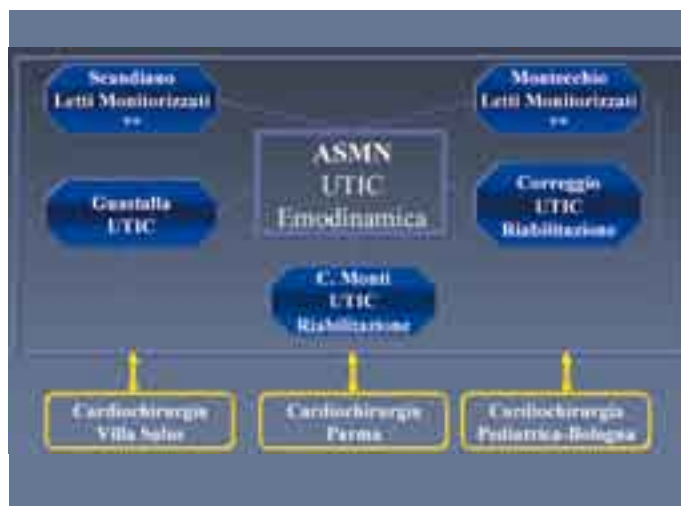 Scandiano
Letti Monitorizzati
**
Montecchio
Letti Monitorizzati
**
ASMN
UTIC
Emodinamica
Guastalla
UTIC
Correggio
UTIC
Riabilitazione
C. Monti
UTIC
Riabilitazione
Cardiochirurgia
Villa Salus
Cardiochirurgia
Parma
Cardiochirurgia
Pediatrica-Bologna